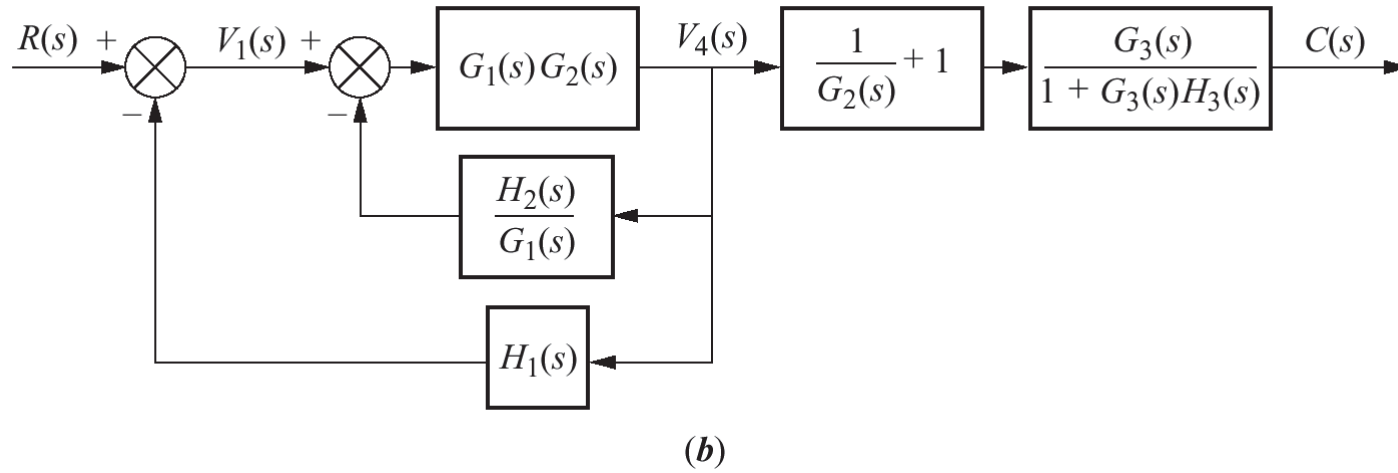 R(s) + V₁(s) + G₁(s)G₂(s) V₄(s) 1/G₂(s) + 1 G₃(s)/(1 + G₃(s)H₃(s)) C(s)
− −
H₂(s)/G₁(s)
H₁(s)
(b)